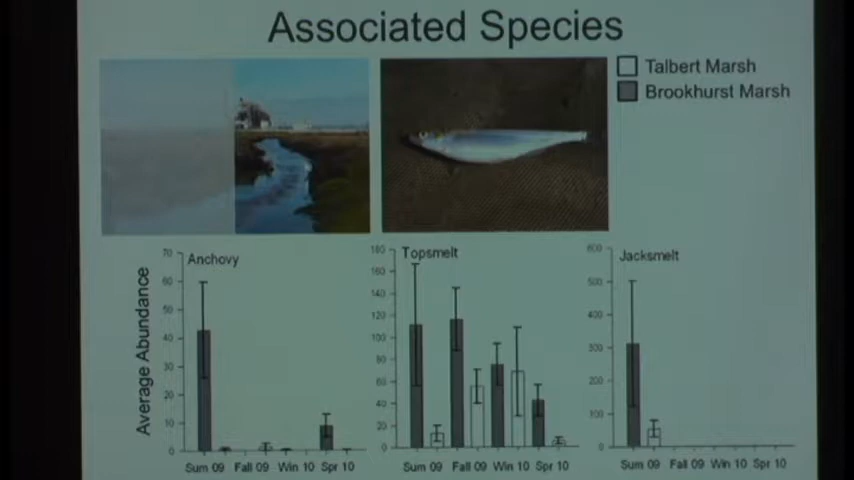 Associated Species
Talbert Marsh
Brookhurst Marsh
Average Abundance
Anchovy
70
60
50
40
30
20
10
0
Sum 09 Fall 09 Win 10 Spr 10
Topsmelt
180
160
140
120
100
80
60
40
20
0
Sum 09 Fall 09 Win 10 Spr 10
Jacksmelt
600
500
400
300
200
100
0
Sum 09 Fall 09 Win 10 Spr 10